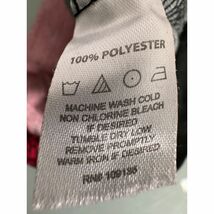 100% POLYESTER
MACHINE WASH COLD
NON CHLORINE BLEACH
IF DESIRED
TUMBLE DRY LOW
REMOVE PROMPTLY
WARM IRON IF DESIRED
RN# 109136